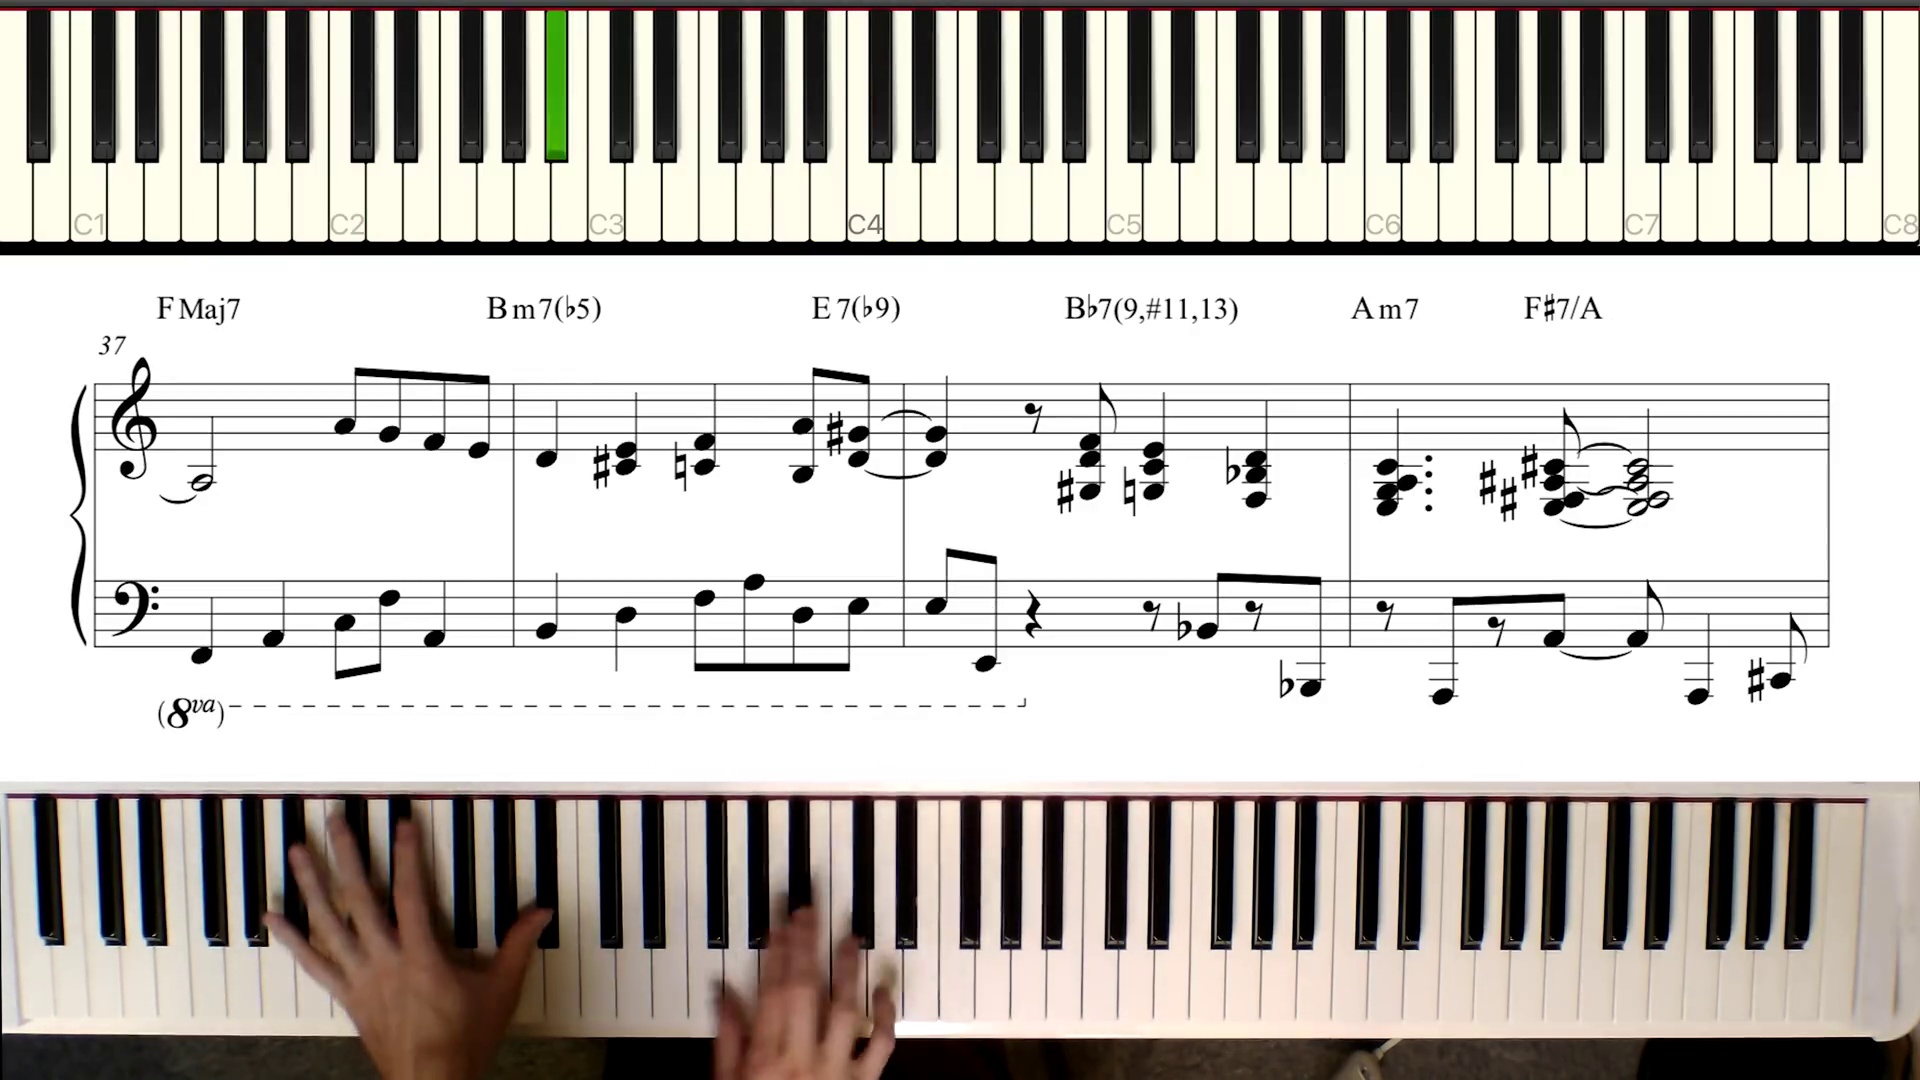 C1 C2 C3 C4 C5 C6 C7 C8
F Maj7 B m7(♭5) E 7(♭9) B♭7(9,#11,13) A m7 F♯7/A
37
(8va)